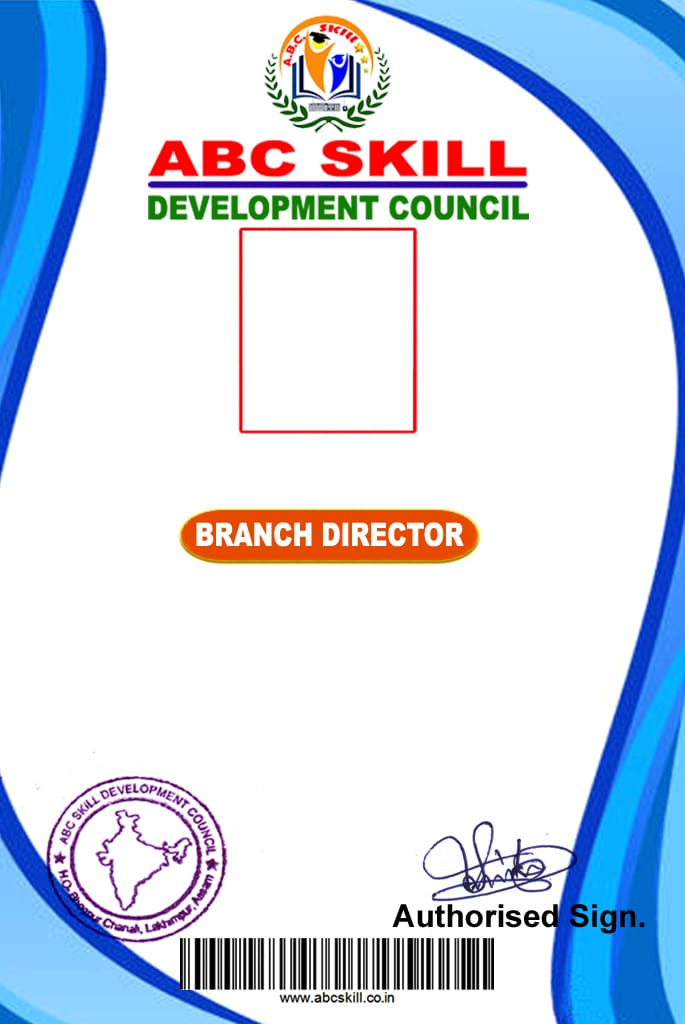 A.B.C. SKILL
ABC SKILL
DEVELOPMENT COUNCIL
BRANCH DIRECTOR
ABC SKILL DEVELOPMENT COUNCIL
H.O.-Bhogpur Chariali, Lakhimpur, Assam
Authorised Sign.
www.abcskill.co.in